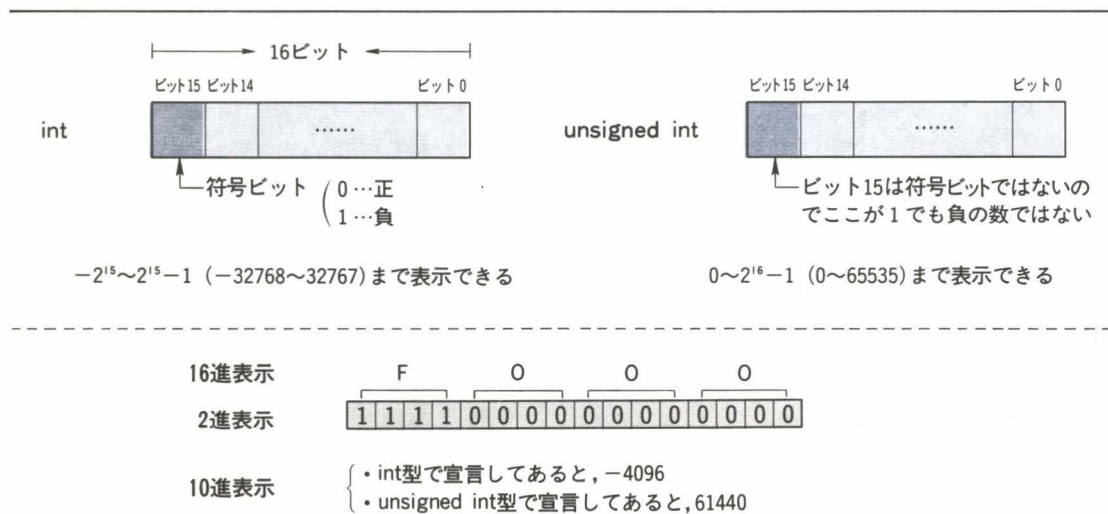 16ビット
ビット15 ビット14 ビット0
int ……
符号ビット
0…正
1…負
−2¹⁵～2¹⁵−1 (−32768～32767)まで表示できる
ビット15 ビット14 ビット0
unsigned int ……
ビット15は符号ビットではないの
でここが1でも負の数ではない
0～2¹⁶−1 (0～65535)まで表示できる
16進表示 F 0 0 0
2進表示 1 1 1 1 0 0 0 0 0 0 0 0 0 0 0 0
10進表示
・int型で宣言してあると,−4096
・unsigned int型で宣言してあると,61440